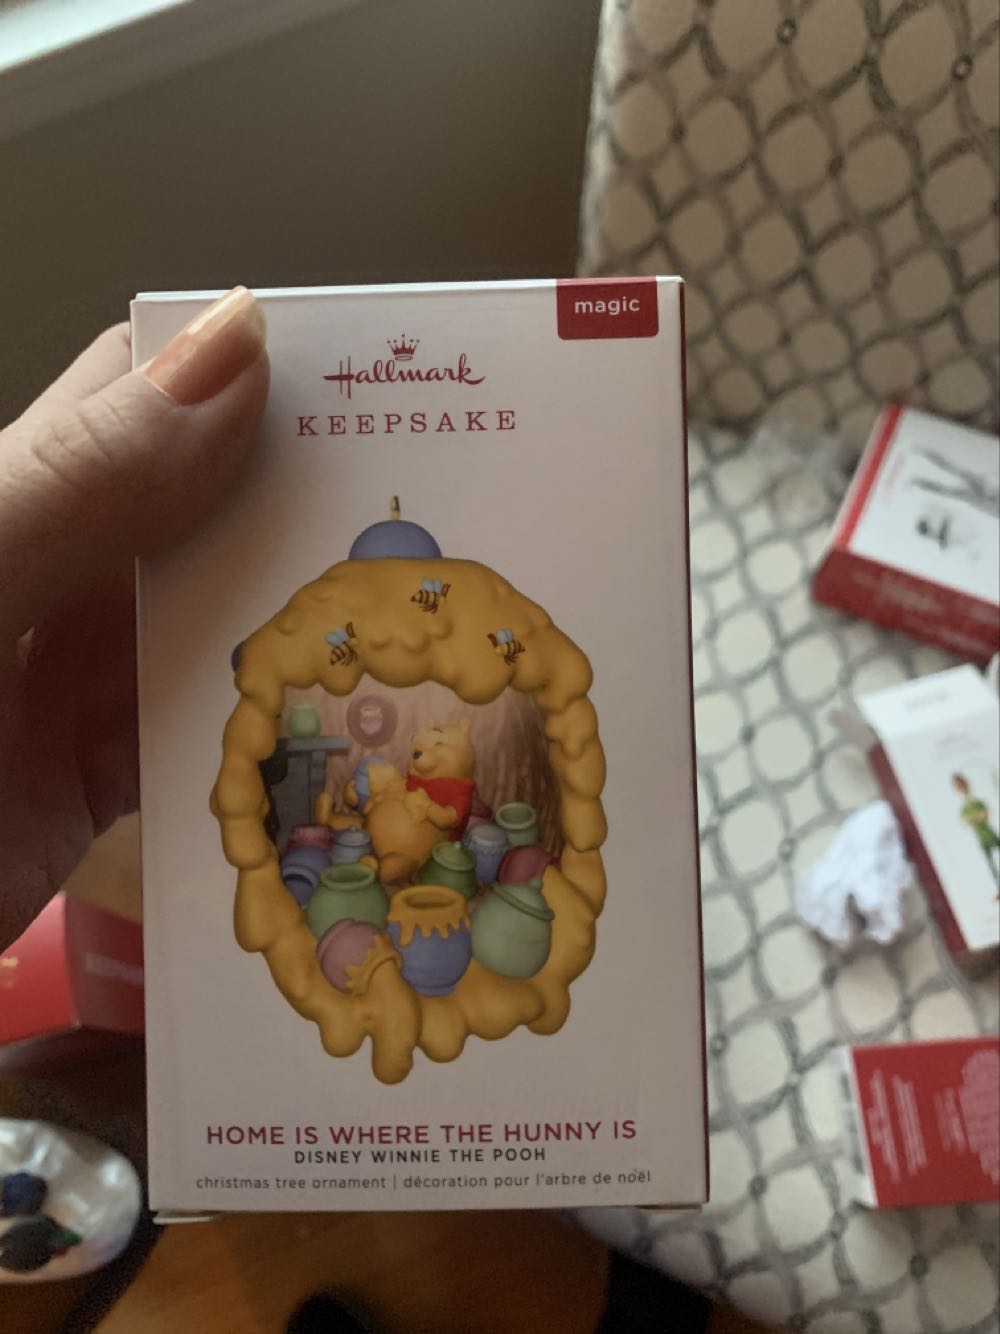 magic
Hallmark
KEEPSAKE
HOME IS WHERE THE HUNNY IS
DISNEY WINNIE THE POOH
christmas tree ornament | décoration pour l'arbre de noël